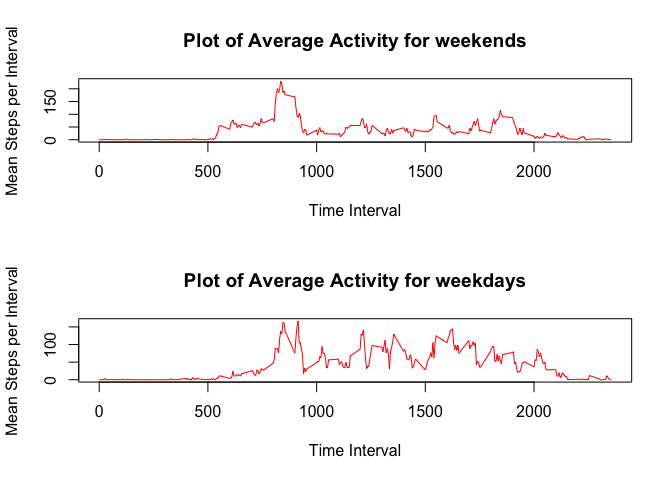 Plot of Average Activity for weekends
Mean Steps per Interval
150
0
0 500 1000 1500 2000
Time Interval
Plot of Average Activity for weekdays
Mean Steps per Interval
100
0
0 500 1000 1500 2000
Time Interval